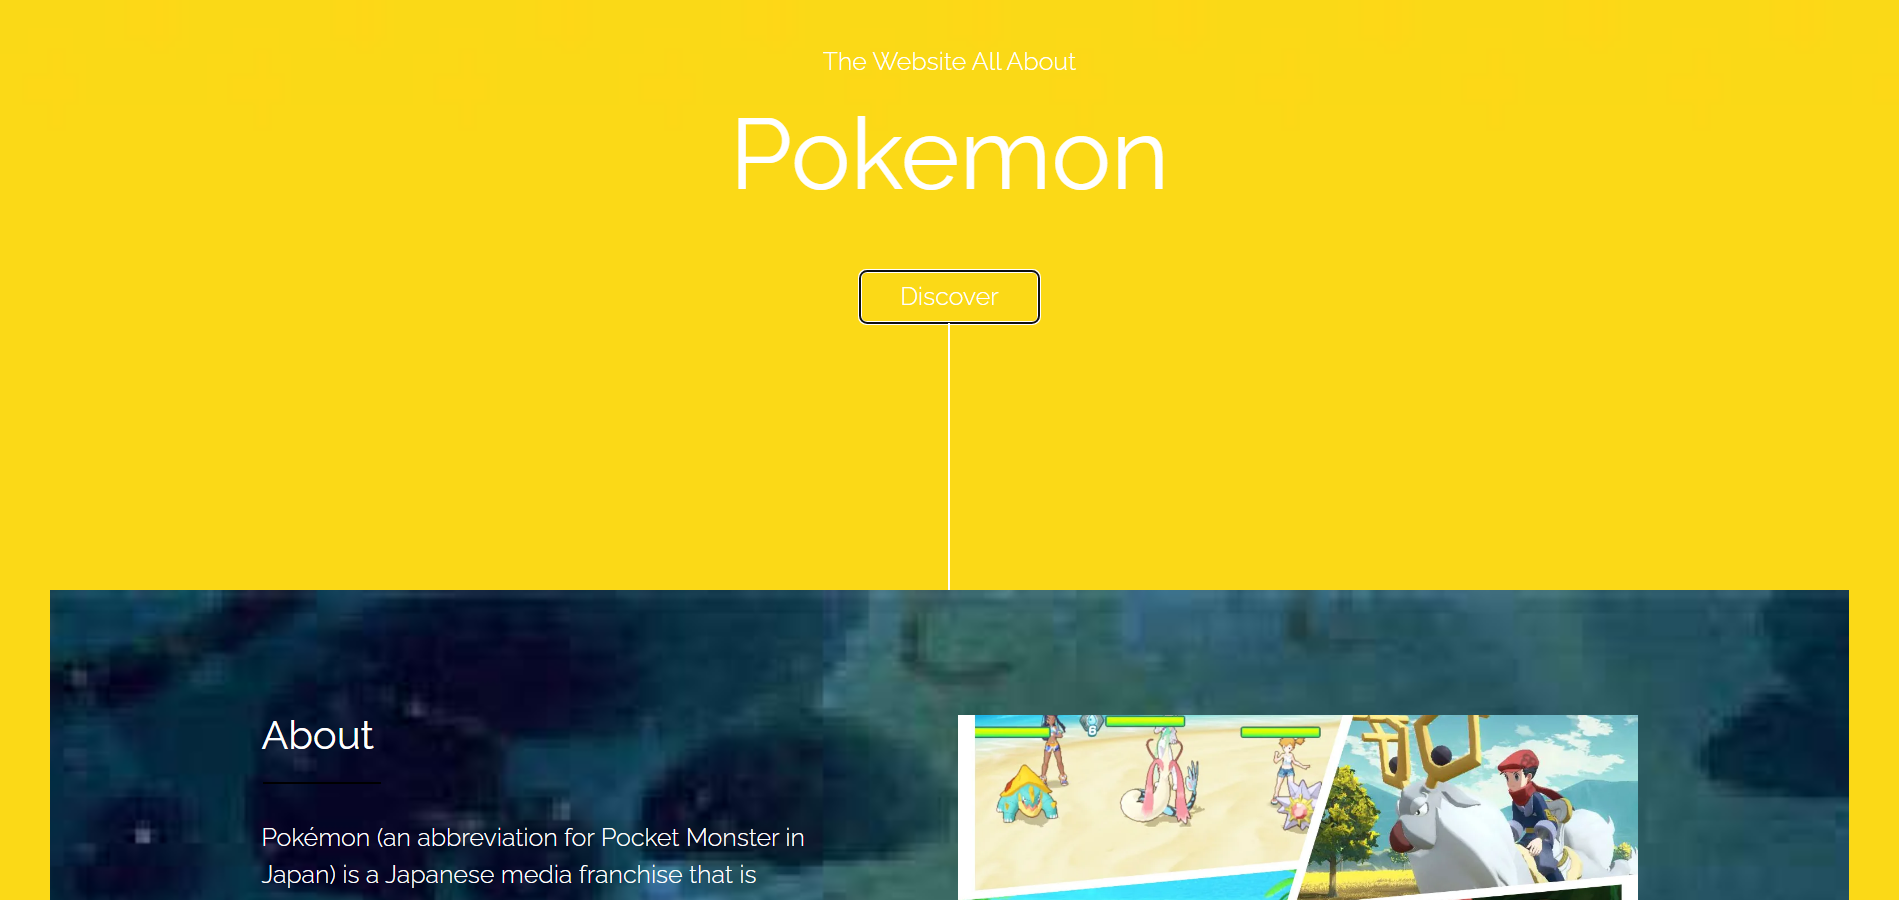 The Website All About
Pokemon
Discover
About
Pokémon (an abbreviation for Pocket Monster in
Japan) is a Japanese media franchise that is
6